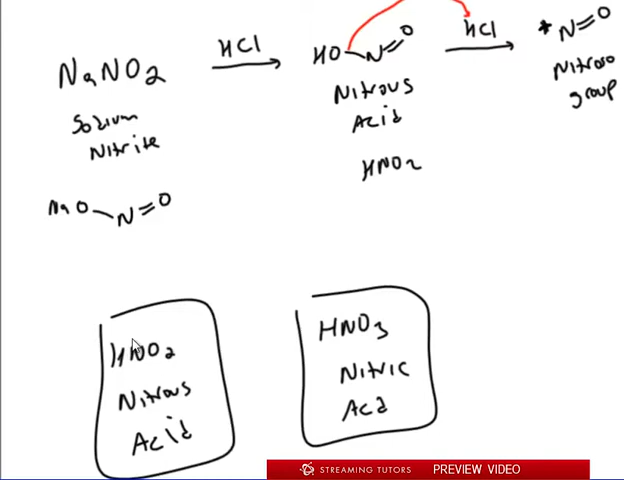 NaNO2
HCl
HO N=O
HCl
+ N=O
Sodium
Nitrite
Nitrous
Acid
HNO2
Nitroso
group
NaO N=O
HNO2
Nitrous
Acid
HNO3
Nitric
Acd
STREAMING TUTORS PREVIEW VIDEO